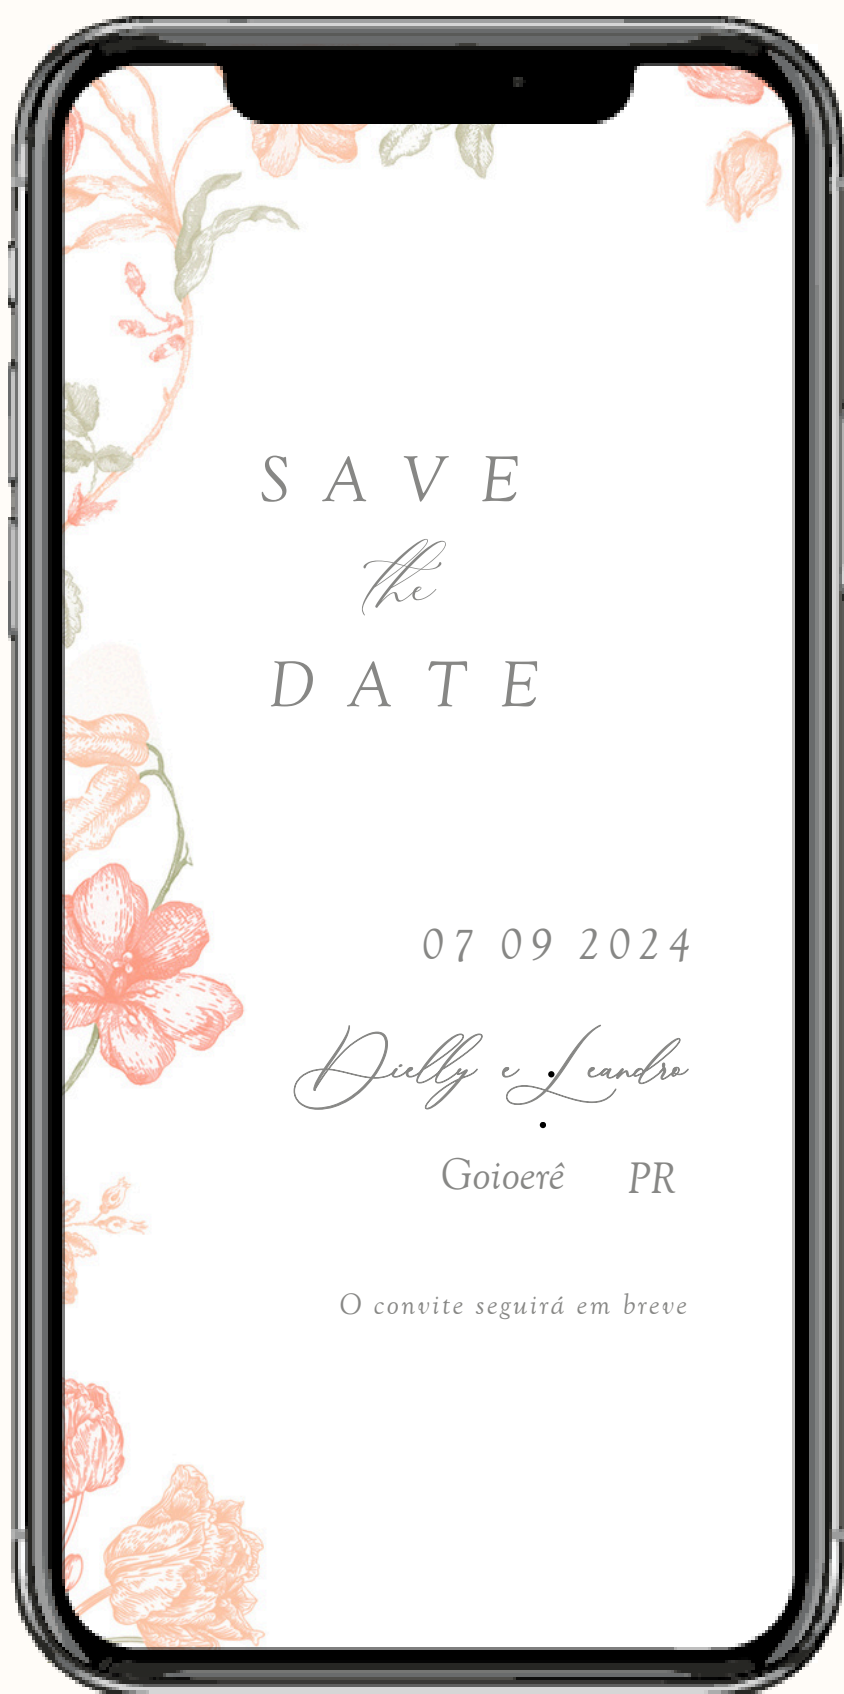 SAVE
the
DATE
07 09 2024
Dielly e Leandro
Goioerê PR
O convite seguirá em breve